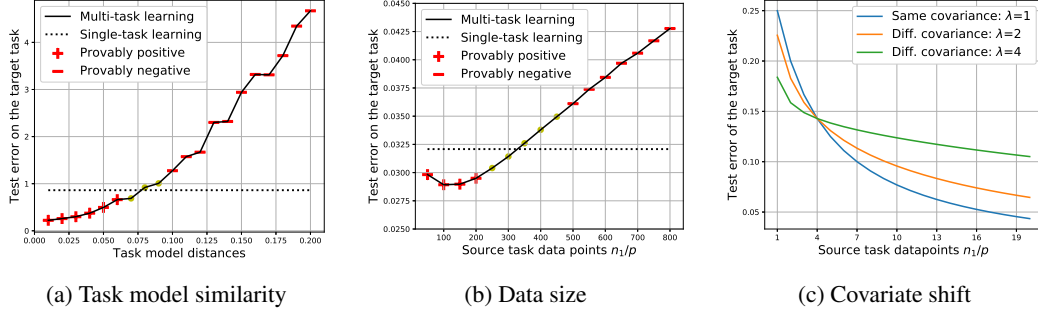 Test error on the target task
4
3
2
1
0
Multi-task learning
Single-task learning
Provably positive
Provably negative
0.000 0.025 0.050 0.075 0.100 0.125 0.150 0.175 0.200
Task model distances
(a) Task model similarity
Test error on the target task
0.0450
0.0425
0.0400
0.0375
0.0350
0.0325
0.0300
0.0275
0.0250
Multi-task learning
Single-task learning
Provably positive
Provably negative
100 200 300 400 500 600 700 800
Source task data points n₁/p
(b) Data size
Test error of the target task
0.25
0.20
0.15
0.10
0.05
Same covariance: λ=1
Diff. covariance: λ=2
Diff. covariance: λ=4
1 4 7 10 13 16 19
Source task datapoints n₁/p
(c) Covariate shift